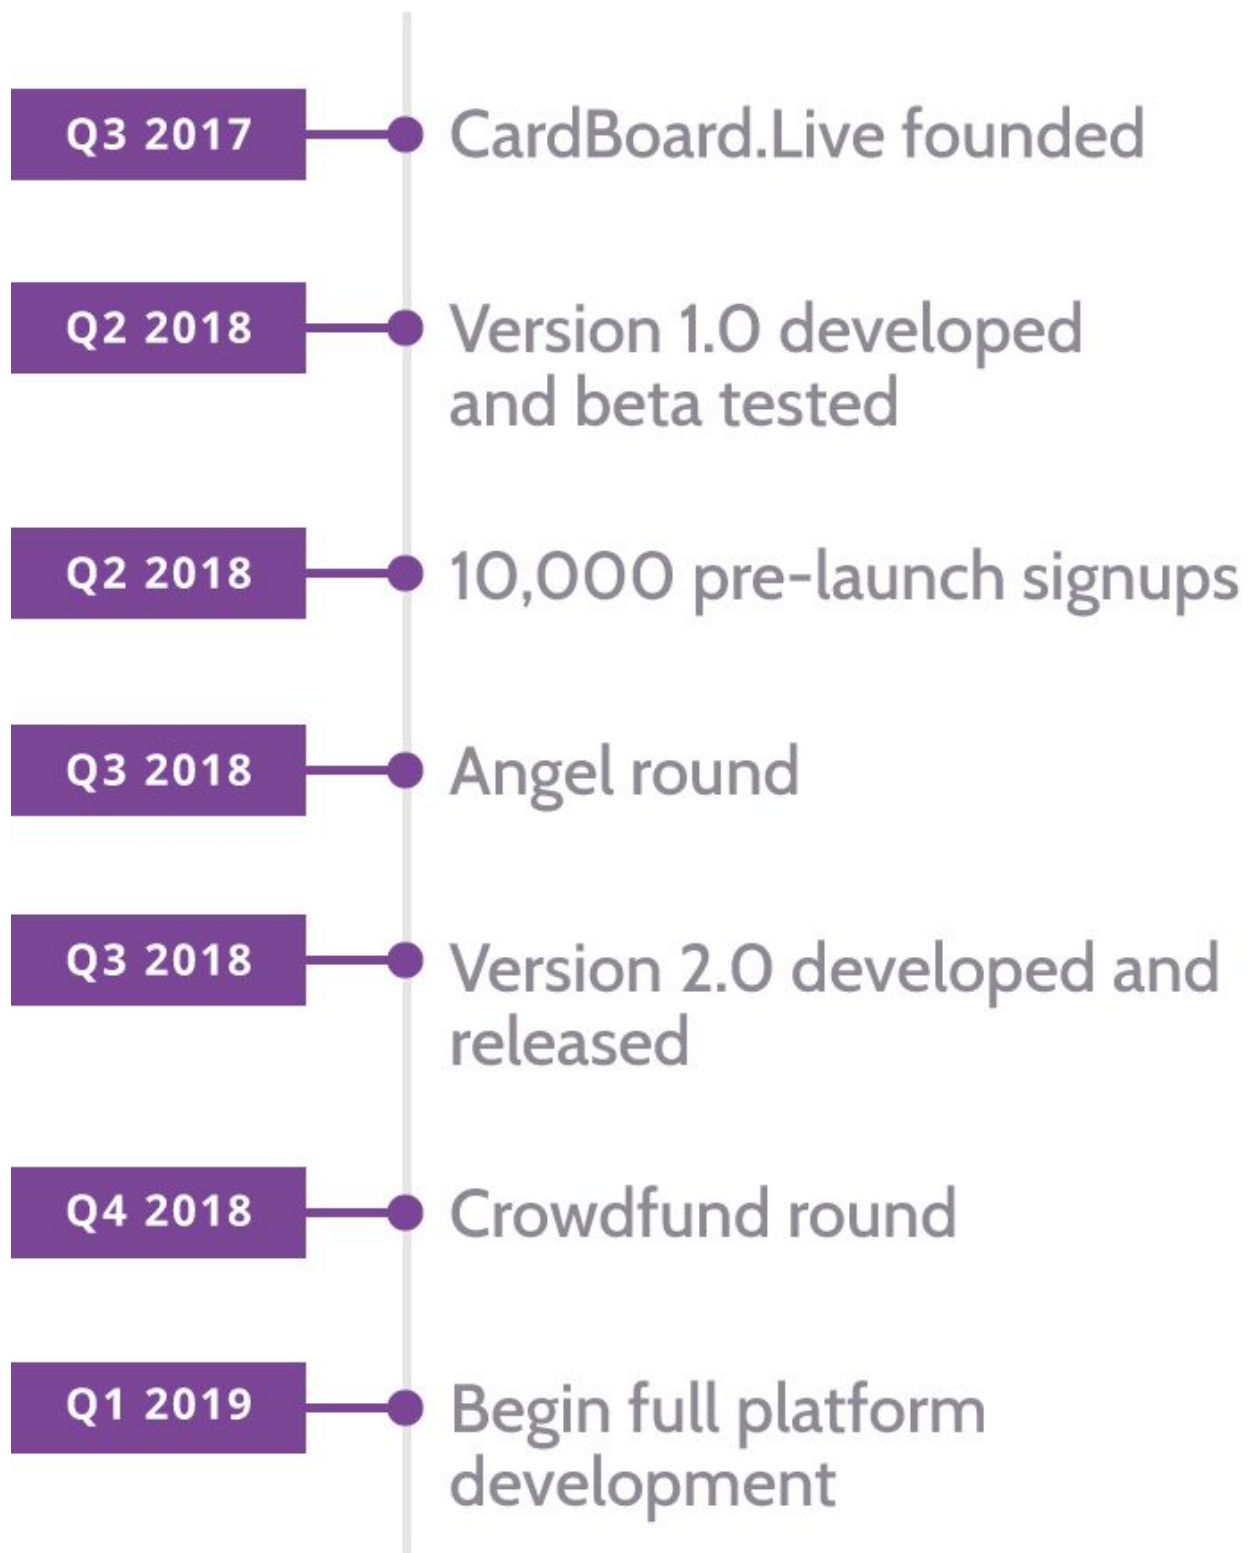 Q3 2017
CardBoard.Live founded
Q2 2018
Version 1.0 developed
and beta tested
Q2 2018
10,000 pre-launch signups
Q3 2018
Angel round
Q3 2018
Version 2.0 developed and
released
Q4 2018
Crowdfund round
Q1 2019
Begin full platform
development